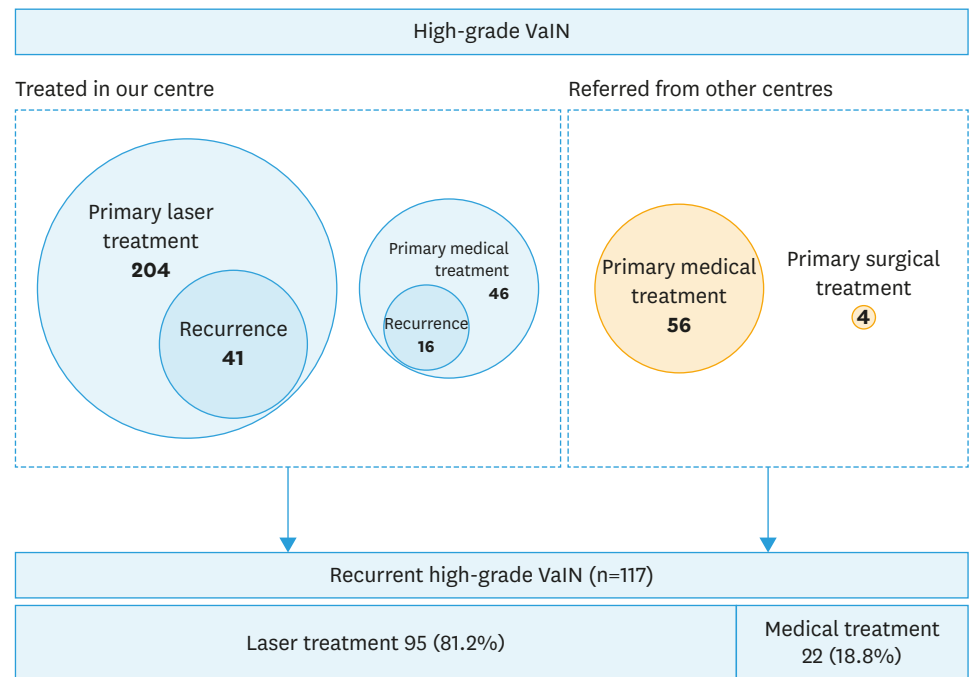 High-grade VaIN
Treated in our centre
Referred from other centres
Primary laser
treatment
204
Recurrence
41
Primary medical
treatment
46
Recurrence
16
Primary medical
treatment
56
Primary surgical
treatment
4
Recurrent high-grade VaIN (n=117)
Laser treatment 95 (81.2%)
Medical treatment
22 (18.8%)